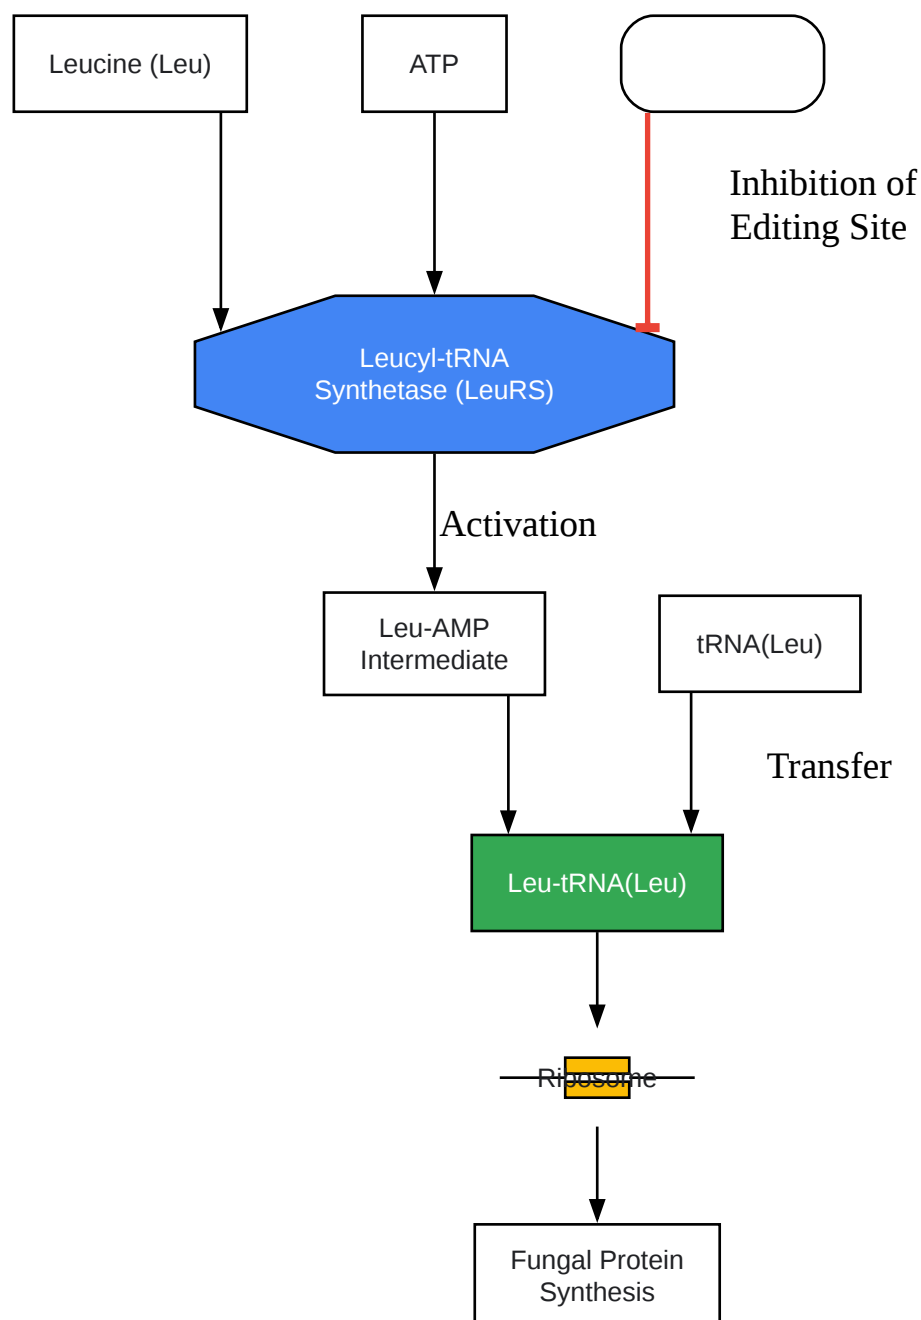 Leucine (Leu)
ATP
Inhibition of
Editing Site
Leucyl-tRNA
Synthetase (LeuRS)
Activation
Leu-AMP
Intermediate
tRNA(Leu)
Transfer
Leu-tRNA(Leu)
Ribosome
Fungal Protein
Synthesis